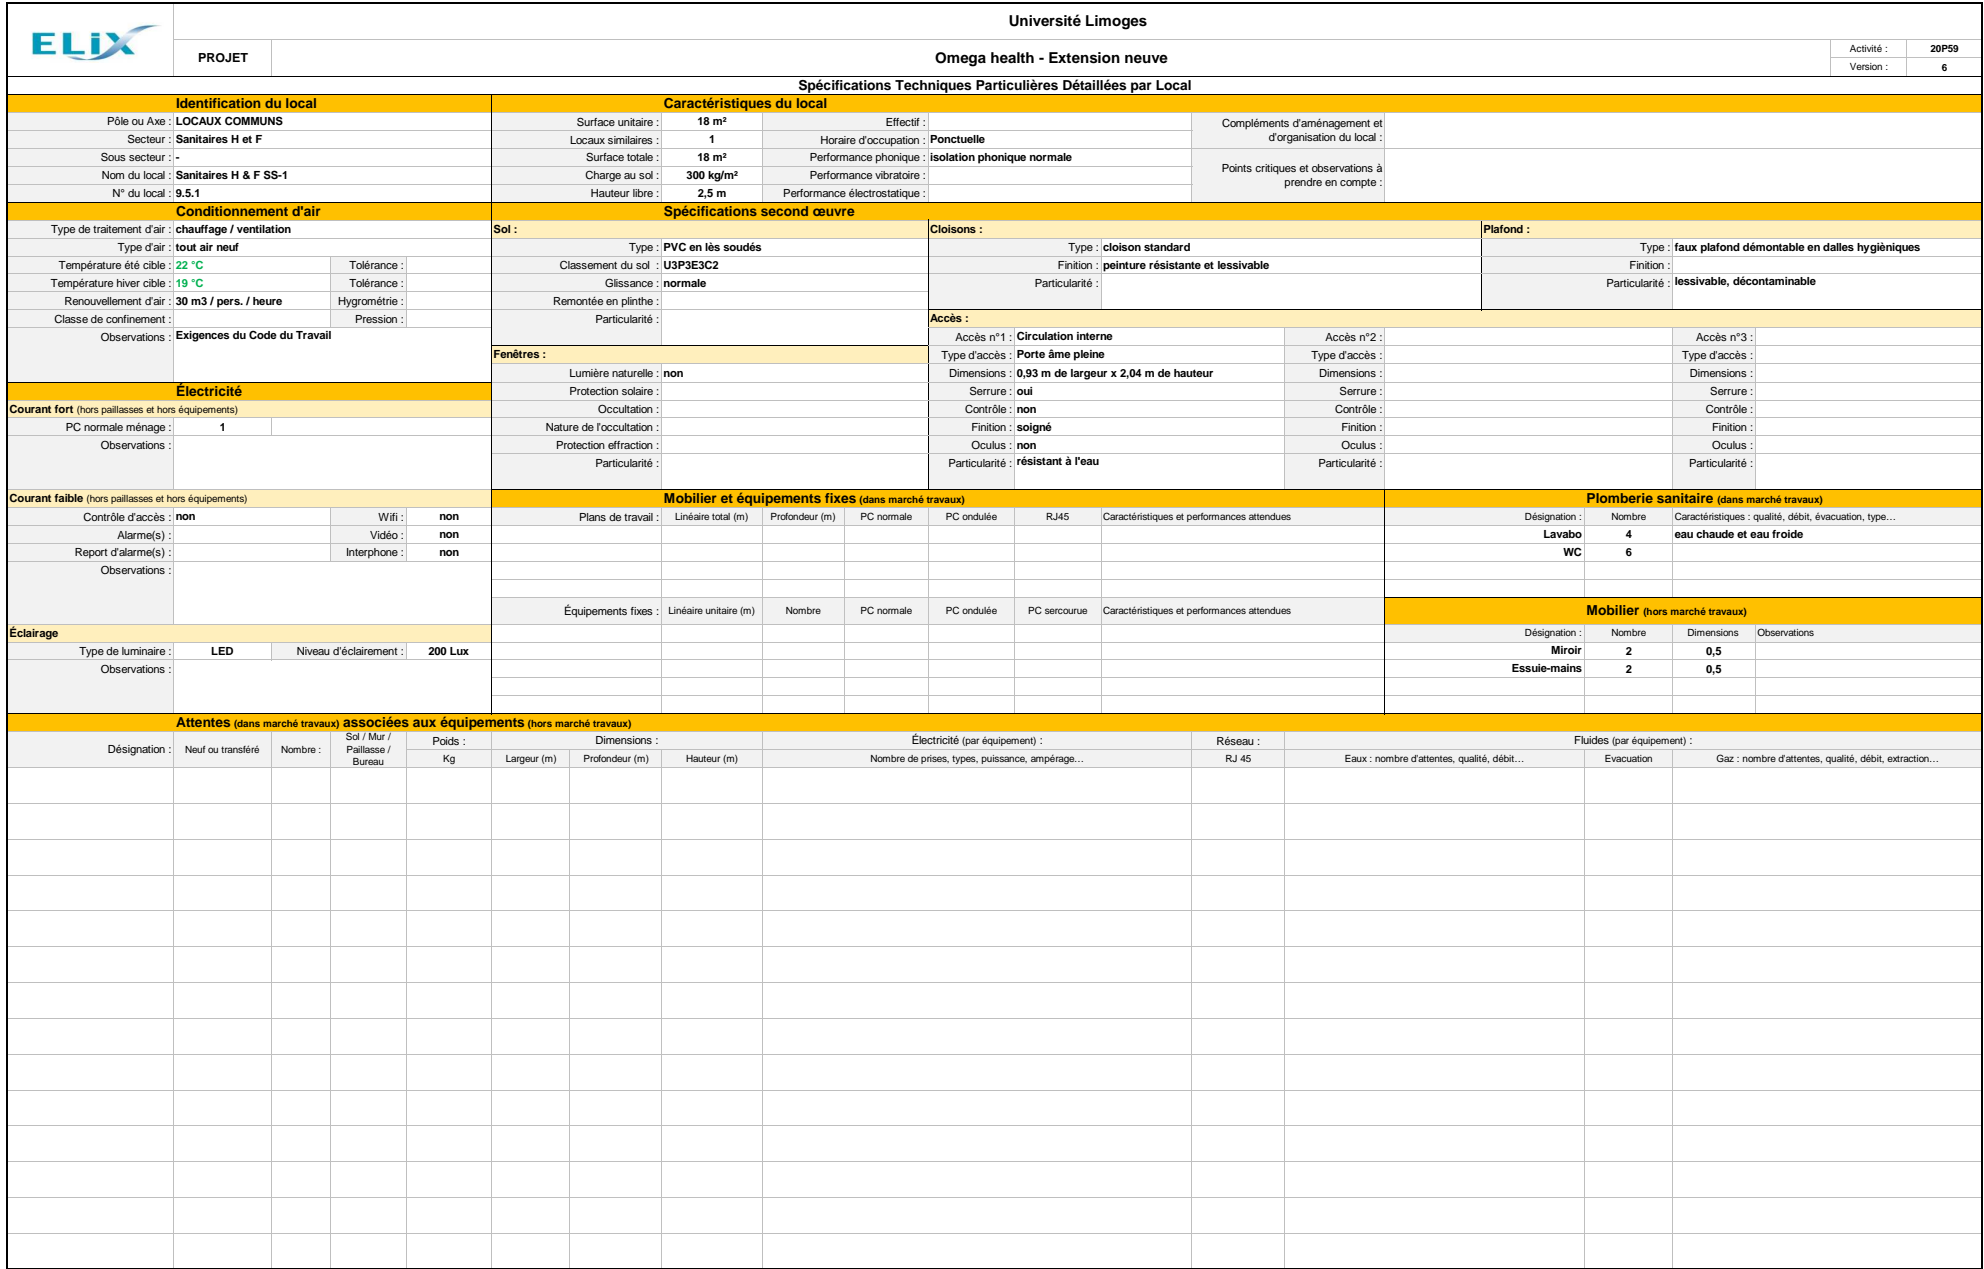 ELiX
Université Limoges
PROJET
Omega health - Extension neuve
Activité : 20P59
Version : 6
Spécifications Techniques Particulières Détaillées par Local
Identification du local
Caractéristiques du local
Pôle ou Axe : LOCAUX COMMUNS
Surface unitaire : 18 m²
Effectif :
Compléments d'aménagement et
d'organisation du local :
Secteur : Sanitaires H et F
Locaux similaires : 1
Horaire d'occupation : Ponctuelle
Sous secteur : -
Surface totale : 18 m²
Performance phonique : isolation phonique normale
Points critiques et observations à
prendre en compte :
Nom du local : Sanitaires H & F SS-1
Charge au sol : 300 kg/m²
Performance vibratoire :
N° du local : 9.5.1
Hauteur libre : 2,5 m
Performance électrostatique :
Conditionnement d'air
Spécifications second œuvre
Type de traitement d'air : chauffage / ventilation
Type d'air : tout air neuf
Température été cible : 22 °C Tolérance :
Température hiver cible : 19 °C Tolérance :
Renouvellement d'air : 30 m3 / pers. / heure Hygrométrie :
Classe de confinement : Pression :
Observations : Exigences du Code du Travail
Sol :
Type : PVC en lès soudés
Classement du sol : U3P3E3C2
Glissance : normale
Remontée en plinthe :
Particularité :
Cloisons :
Type : cloison standard
Finition : peinture résistante et lessivable
Particularité :
Plafond :
Type : faux plafond démontable en dalles hygièniques
Finition :
Particularité : lessivable, décontaminable
Fenêtres :
Lumière naturelle : non
Protection solaire :
Occultation :
Nature de l'occultation :
Protection effraction :
Particularité :
Accès :
Accès n°1 : Circulation interne Accès n°2 : Accès n°3 :
Type d'accès : Porte âme pleine Type d'accès : Type d'accès :
Dimensions : 0,93 m de largeur x 2,04 m de hauteur Dimensions : Dimensions :
Serrure : oui Serrure : Serrure :
Contrôle : non Contrôle : Contrôle :
Finition : soigné Finition : Finition :
Oculus : non Oculus : Oculus :
Particularité : résistant à l'eau Particularité : Particularité :
Électricité
Courant fort (hors paillasses et hors équipements)
PC normale ménage : 1
Observations :
Courant faible (hors paillasses et hors équipements)
Contrôle d'accès : non Wifi : non
Alarme(s) : Vidéo : non
Report d'alarme(s) : Interphone : non
Observations :
Éclairage
Type de luminaire : LED Niveau d'éclairement : 200 Lux
Observations :
Mobilier et équipements fixes (dans marché travaux)
Plans de travail : Linéaire total (m) Profondeur (m) PC normale PC ondulée RJ45 Caractéristiques et performances attendues
Équipements fixes : Linéaire unitaire (m) Nombre PC normale PC ondulée PC sercourue Caractéristiques et performances attendues
Plomberie sanitaire (dans marché travaux)
Désignation : Nombre Caractéristiques : qualité, débit, évacuation, type…
Lavabo 4 eau chaude et eau froide
WC 6
Mobilier (hors marché travaux)
Désignation : Nombre Dimensions Observations
Miroir 2 0,5
Essuie-mains 2 0,5
Attentes (dans marché travaux) associées aux équipements (hors marché travaux)
Désignation : Neuf ou transféré Nombre :
Sol / Mur /
Paillasse /
Bureau
Poids :
Kg
Dimensions :
Largeur (m) Profondeur (m) Hauteur (m)
Électricité (par équipement) :
Nombre de prises, types, puissance, ampérage…
Réseau :
RJ 45
Fluides (par équipement) :
Eaux : nombre d'attentes, qualité, débit… Evacuation Gaz : nombre d'attentes, qualité, débit, extraction…